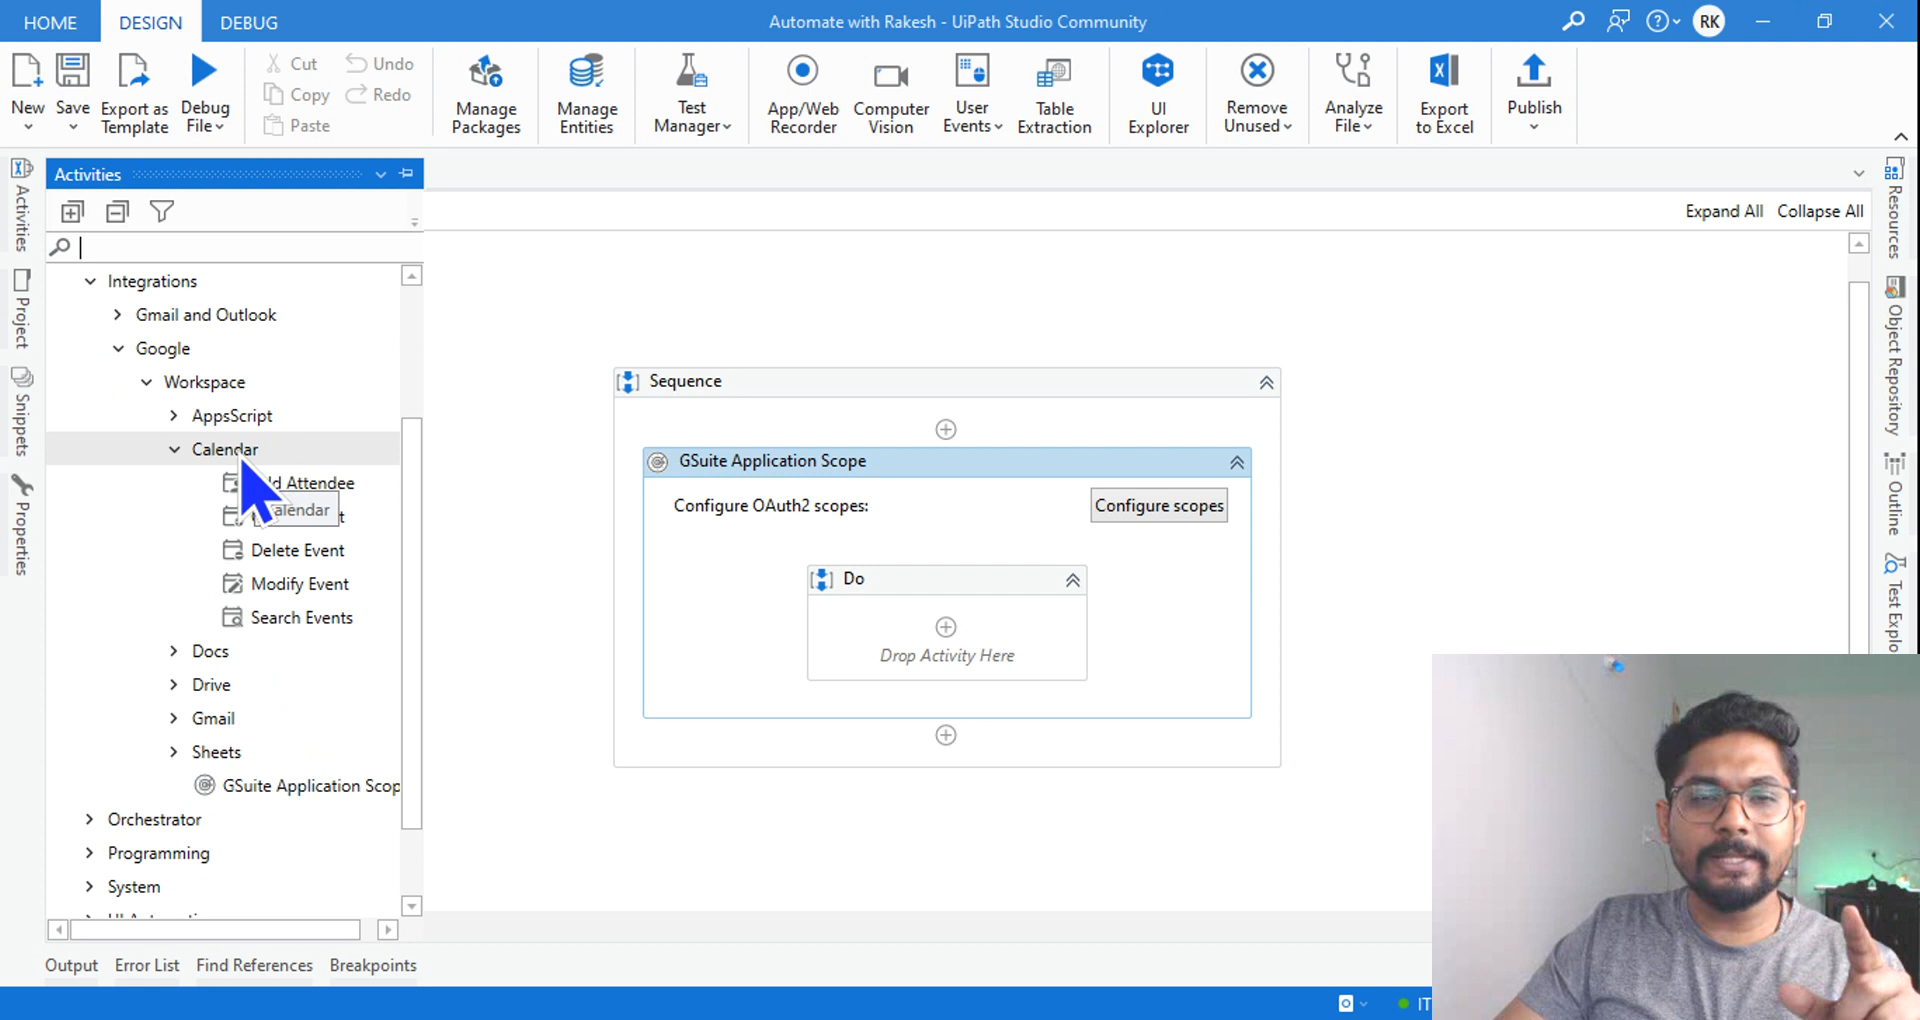 HOME DESIGN DEBUG Automate with Rakesh - UiPath Studio Community RK
New Save Export as Template Debug File
Cut Undo
Copy Redo
Paste
Manage Packages Manage Entities Test Manager App/Web Recorder Computer Vision User Events Table Extraction UI Explorer Remove Unused Analyze File Export to Excel Publish
Activities
Expand All Collapse All
Activities
Project
Snippets
Properties
Integrations
Gmail and Outlook
Google
Workspace
AppsScript
Calendar
Attendee
Calendar
Delete Event
Modify Event
Search Events
Docs
Drive
Gmail
Sheets
GSuite Application Scop
Orchestrator
Programming
System
Sequence
GSuite Application Scope
Configure OAuth2 scopes: Configure scopes
Do
Drop Activity Here
Resources
Object Repository
Outline
Test Explo
Output Error List Find References Breakpoints
IT